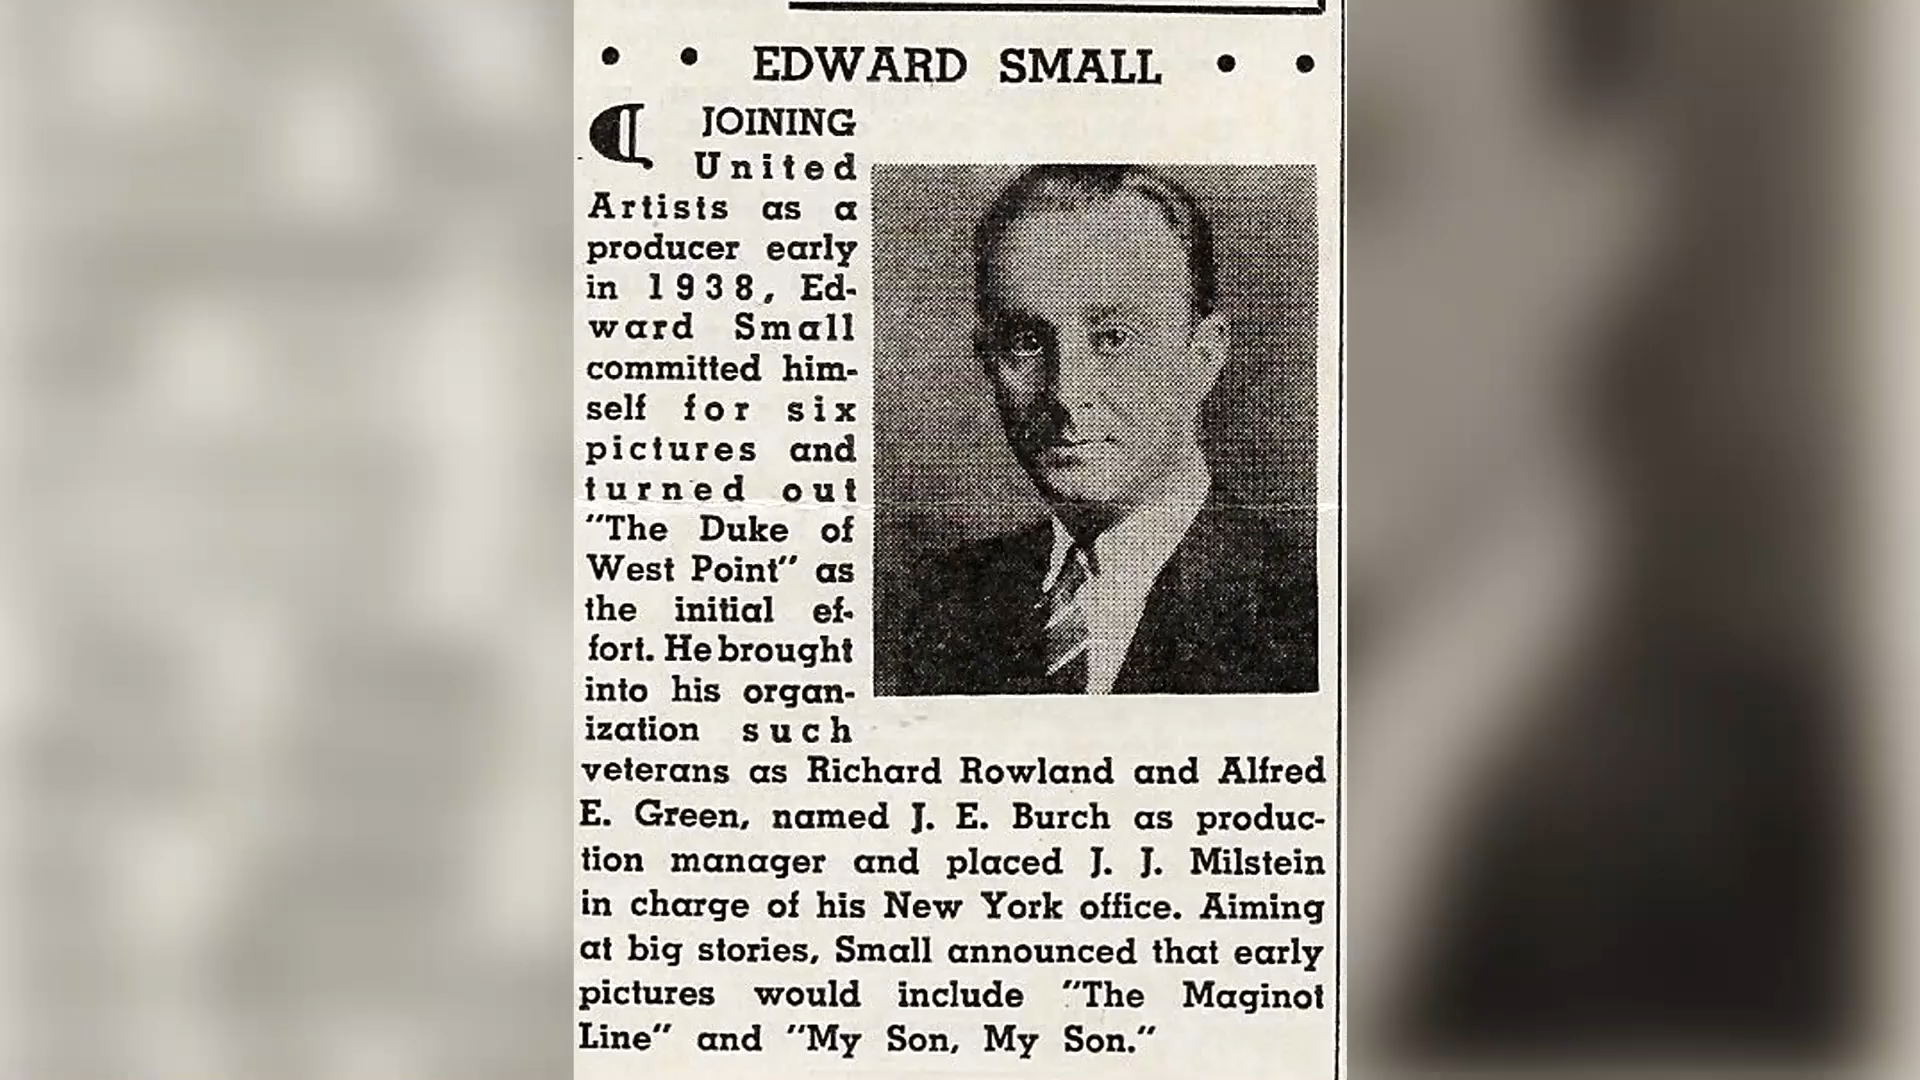 • • EDWARD SMALL • •
JOINING
United
Artists as a
producer early
in 1938, Ed-
ward Small
committed him-
self for six
pictures and
turned out
"The Duke of
West Point" as
the initial ef-
fort. He brought
into his organ-
ization such
veterans as Richard Rowland and Alfred
E. Green, named J. E. Burch as produc-
tion manager and placed J. J. Milstein
in charge of his New York office. Aiming
at big stories, Small announced that early
pictures would include "The Maginot
Line" and "My Son, My Son."